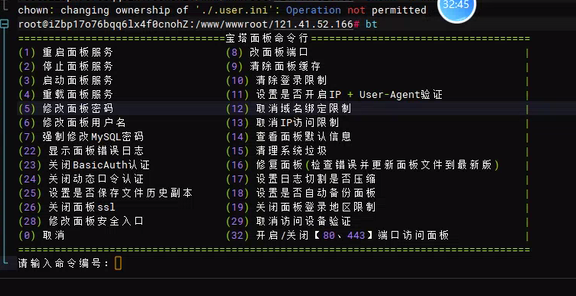 32:45
chown: changing ownership of './.user.ini': Operation not permitted
root@iZbp17o76bqq6lx4f0cnohZ:/www/wwwroot/121.41.52.166# bt
===============宝塔面板命令行===============
(1) 重启面板服务 (8) 改面板端口
(2) 停止面板服务 (9) 清除面板缓存
(3) 启动面板服务 (10) 清除登录限制
(4) 重载面板服务 (11) 设置是否开启IP + User-Agent验证
(5) 修改面板密码 (12) 取消域名绑定限制
(6) 修改面板用户名 (13) 取消IP访问限制
(7) 强制修改MySQL密码 (14) 查看面板默认信息
(22) 显示面板错误日志 (15) 清理系统垃圾
(23) 关闭BasicAuth认证 (16) 修复面板(检查错误并更新面板文件到最新版)
(24) 关闭动态口令认证 (17) 设置日志切割是否压缩
(25) 设置是否保存文件历史副本 (18) 设置是否自动备份面板
(26) 关闭面板ssl (19) 关闭面板登录地区限制
(28) 修改面板安全入口 (29) 取消访问设备验证
(0) 取消 (32) 开启/关闭【80、443】端口访问面板
===============================================
请输入命令编号：